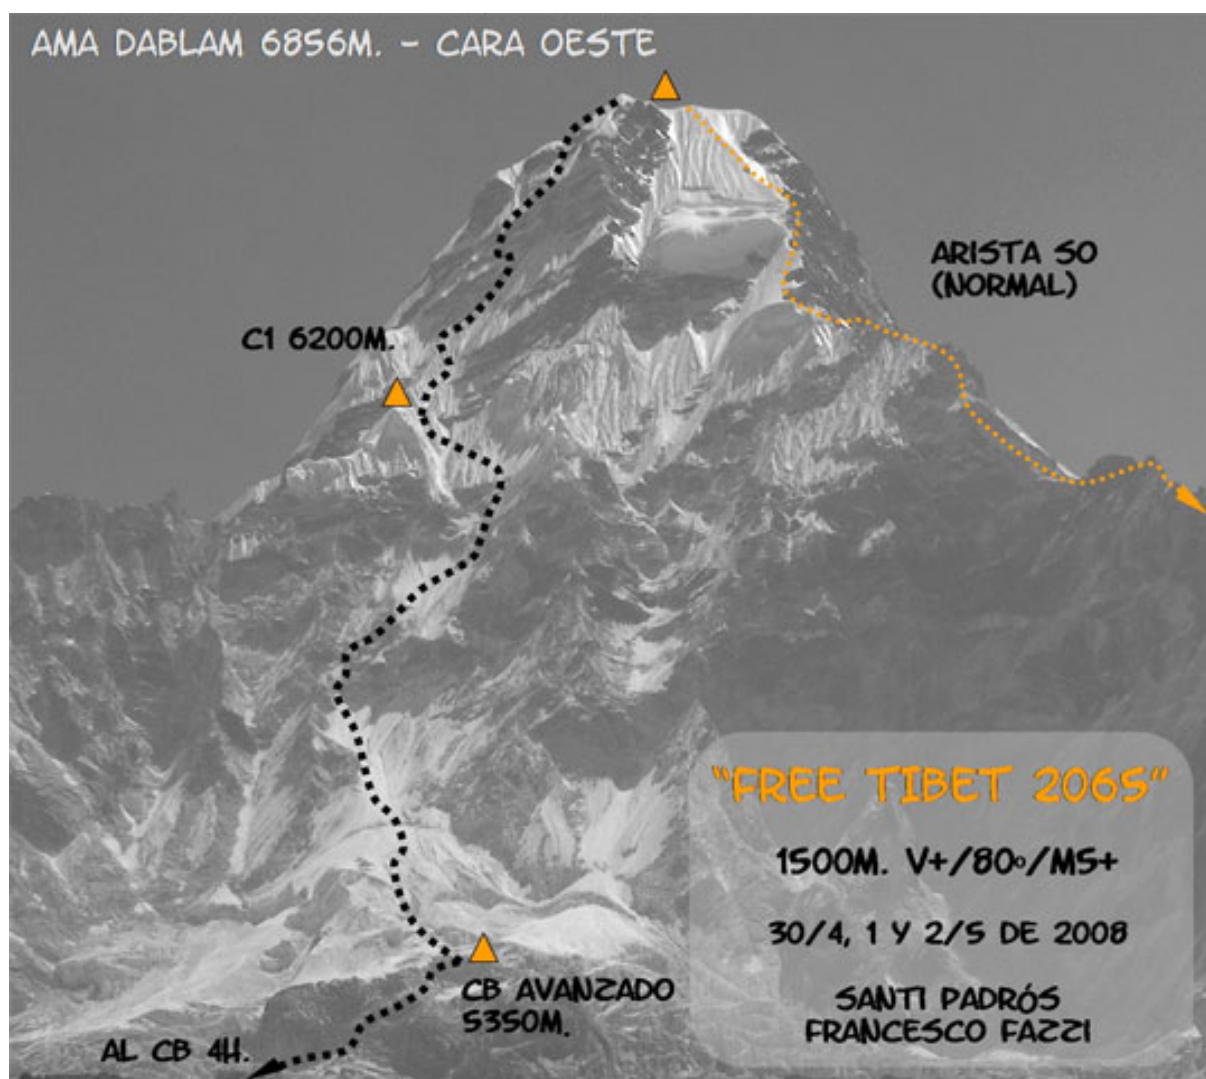 AMA DABLAM 6856M. - CARA OESTE
ARISTA SO
(NORMAL)
C1 6200M.
"FREE TIBET 2065"
1500M. V+/80º/M5+
30/4, 1 Y 2/5 DE 2008
SANTI PADRÓS
FRANCESCO FAZZI
CB AVANZADO
5350M.
AL CB 4H.